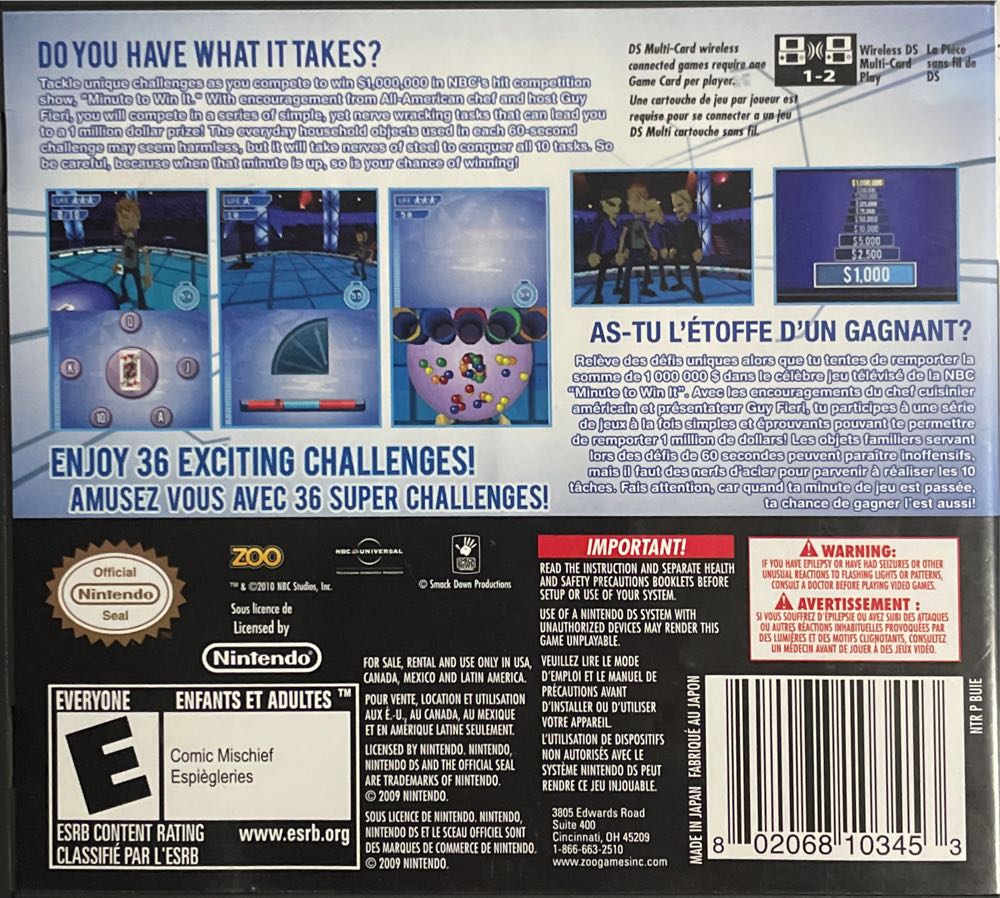 DO YOU HAVE WHAT IT TAKES?
Tackle unique challenges as you compete to win $1,000,000 in NBC's hit competition
show, "Minute to Win It." With encouragement from All-American chef and host Guy
Fieri, you will compete in a series of simple, yet nerve wracking tasks that can lead you
to a 1 million dollar prize! The everyday household objects used in each 60-second
challenge may seem harmless, but it will take nerves of steel to conquer all 10 tasks. So
be careful, because when that minute is up, so is your chance of winning!
DS Multi-Card wireless
connected games require one
Game Card per player.
Une cartouche de jeu par joueur est
requise pour se connecter a un jeu
DS Multi cartouche sans fil.
1-2
Wireless DS
Multi-Card
Play
La Pièce
sans fil de
DS
LIFE
0/10
LIFE
10
LIFE
50
54
Q
K
J
10
A
$5,000
$2,500
$1,000
ENJOY 36 EXCITING CHALLENGES!
AMUSEZ VOUS AVEC 36 SUPER CHALLENGES!
AS-TU L'ÉTOFFE D'UN GAGNANT?
Relève des défis uniques alors que tu tentes de remporter la
somme de 1 000 000 $ dans le célèbre jeu télévisé de la NBC
"Minute to Win It". Avec les encouragements du chef cuisinier
américain et présentateur Guy Fieri, tu participes à une série
de jeux à la fois simples et éprouvants pouvant te permettre
de remporter 1 million de dollars! Les objets familiers servant
lors des défis de 60 secondes peuvent paraître inoffensifs,
mais il faut des nerfs d'acier pour parvenir à réaliser les 10
tâches. Fais attention, car quand ta minute de jeu est passée,
ta chance de gagner l'est aussi!
Official
Nintendo
Seal
TM
ZOO
NBC UNIVERSAL
TELEVISION CONSUMER PRODUCTS
™ & ©2010 NBC Studios, Inc.
© Smack Down Productions
Sous licence de
Licensed by
Nintendo®
EVERYONE
ENFANTS ET ADULTES ™
E
Comic Mischief
Espiègleries
ESRB CONTENT RATING
www.esrb.org
CLASSIFIÉ PAR L'ESRB
FOR SALE, RENTAL AND USE ONLY IN USA,
CANADA, MEXICO AND LATIN AMERICA.
POUR VENTE, LOCATION ET UTILISATION
AUX É.-U., AU CANADA, AU MEXIQUE
ET EN AMÉRIQUE LATINE SEULEMENT.
LICENSED BY NINTENDO. NINTENDO,
NINTENDO DS AND THE OFFICIAL SEAL
ARE TRADEMARKS OF NINTENDO.
© 2009 NINTENDO.
SOUS LICENCE DE NINTENDO. NINTENDO,
NINTENDO DS ET LE SCEAU OFFICIEL SONT
DES MARQUES DE COMMERCE DE NINTENDO.
© 2009 NINTENDO.
IMPORTANT!
READ THE INSTRUCTION AND SEPARATE HEALTH
AND SAFETY PRECAUTIONS BOOKLETS BEFORE
SETUP OR USE OF YOUR SYSTEM.
USE OF A NINTENDO DS SYSTEM WITH
UNAUTHORIZED DEVICES MAY RENDER THIS
GAME UNPLAYABLE.
VEUILLEZ LIRE LE MODE
D'EMPLOI ET LE MANUEL DE
PRÉCAUTIONS AVANT
D'INSTALLER OU D'UTILISER
VOTRE APPAREIL.
L'UTILISATION DE DISPOSITIFS
NON AUTORISÉS AVEC LE
SYSTÈME NINTENDO DS PEUT
RENDRE CE JEU INJOUABLE.
3805 Edwards Road
Suite 400
Cincinnati, OH 45209
1-866-663-2510
www.zoogamesinc.com
WARNING:
IF YOU HAVE EPILEPSY OR HAVE HAD SEIZURES OR OTHER
UNUSUAL REACTIONS TO FLASHING LIGHTS OR PATTERNS,
CONSULT A DOCTOR BEFORE PLAYING VIDEO GAMES.
AVERTISSEMENT :
SI VOUS SOUFFREZ D'ÉPILEPSIE OU AVEZ SUBI DES ATTAQUES
OU AUTRES RÉACTIONS INHABITUELLES PROVOQUÉES PAR
DES LUMIÈRES ET DES MOTIFS CLIGNOTANTS, CONSULTEZ
UN MÉDECIN AVANT DE JOUER À DES JEUX VIDÉO.
MADE IN JAPAN FABRIQUÉ AU JAPON
NTR P BUIE
8 02068 10345 3